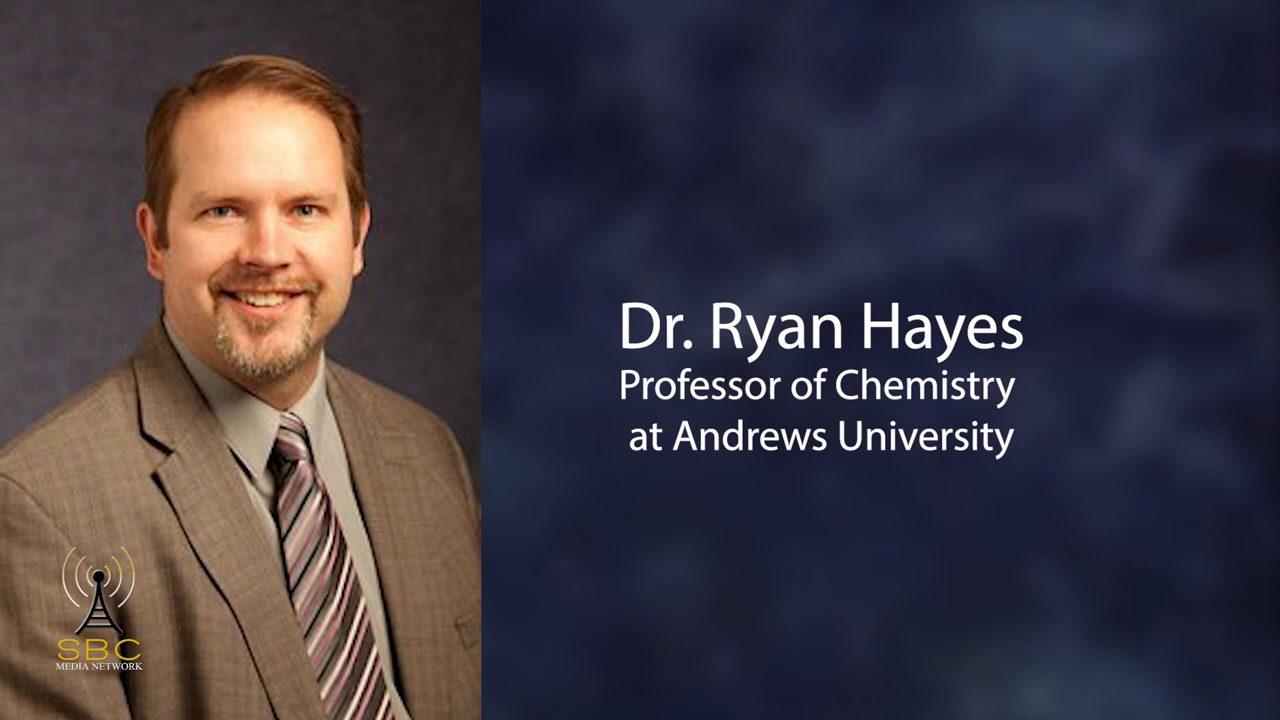 Dr. Ryan Hayes
Professor of Chemistry
at Andrews University
SBC
MEDIA NETWORK